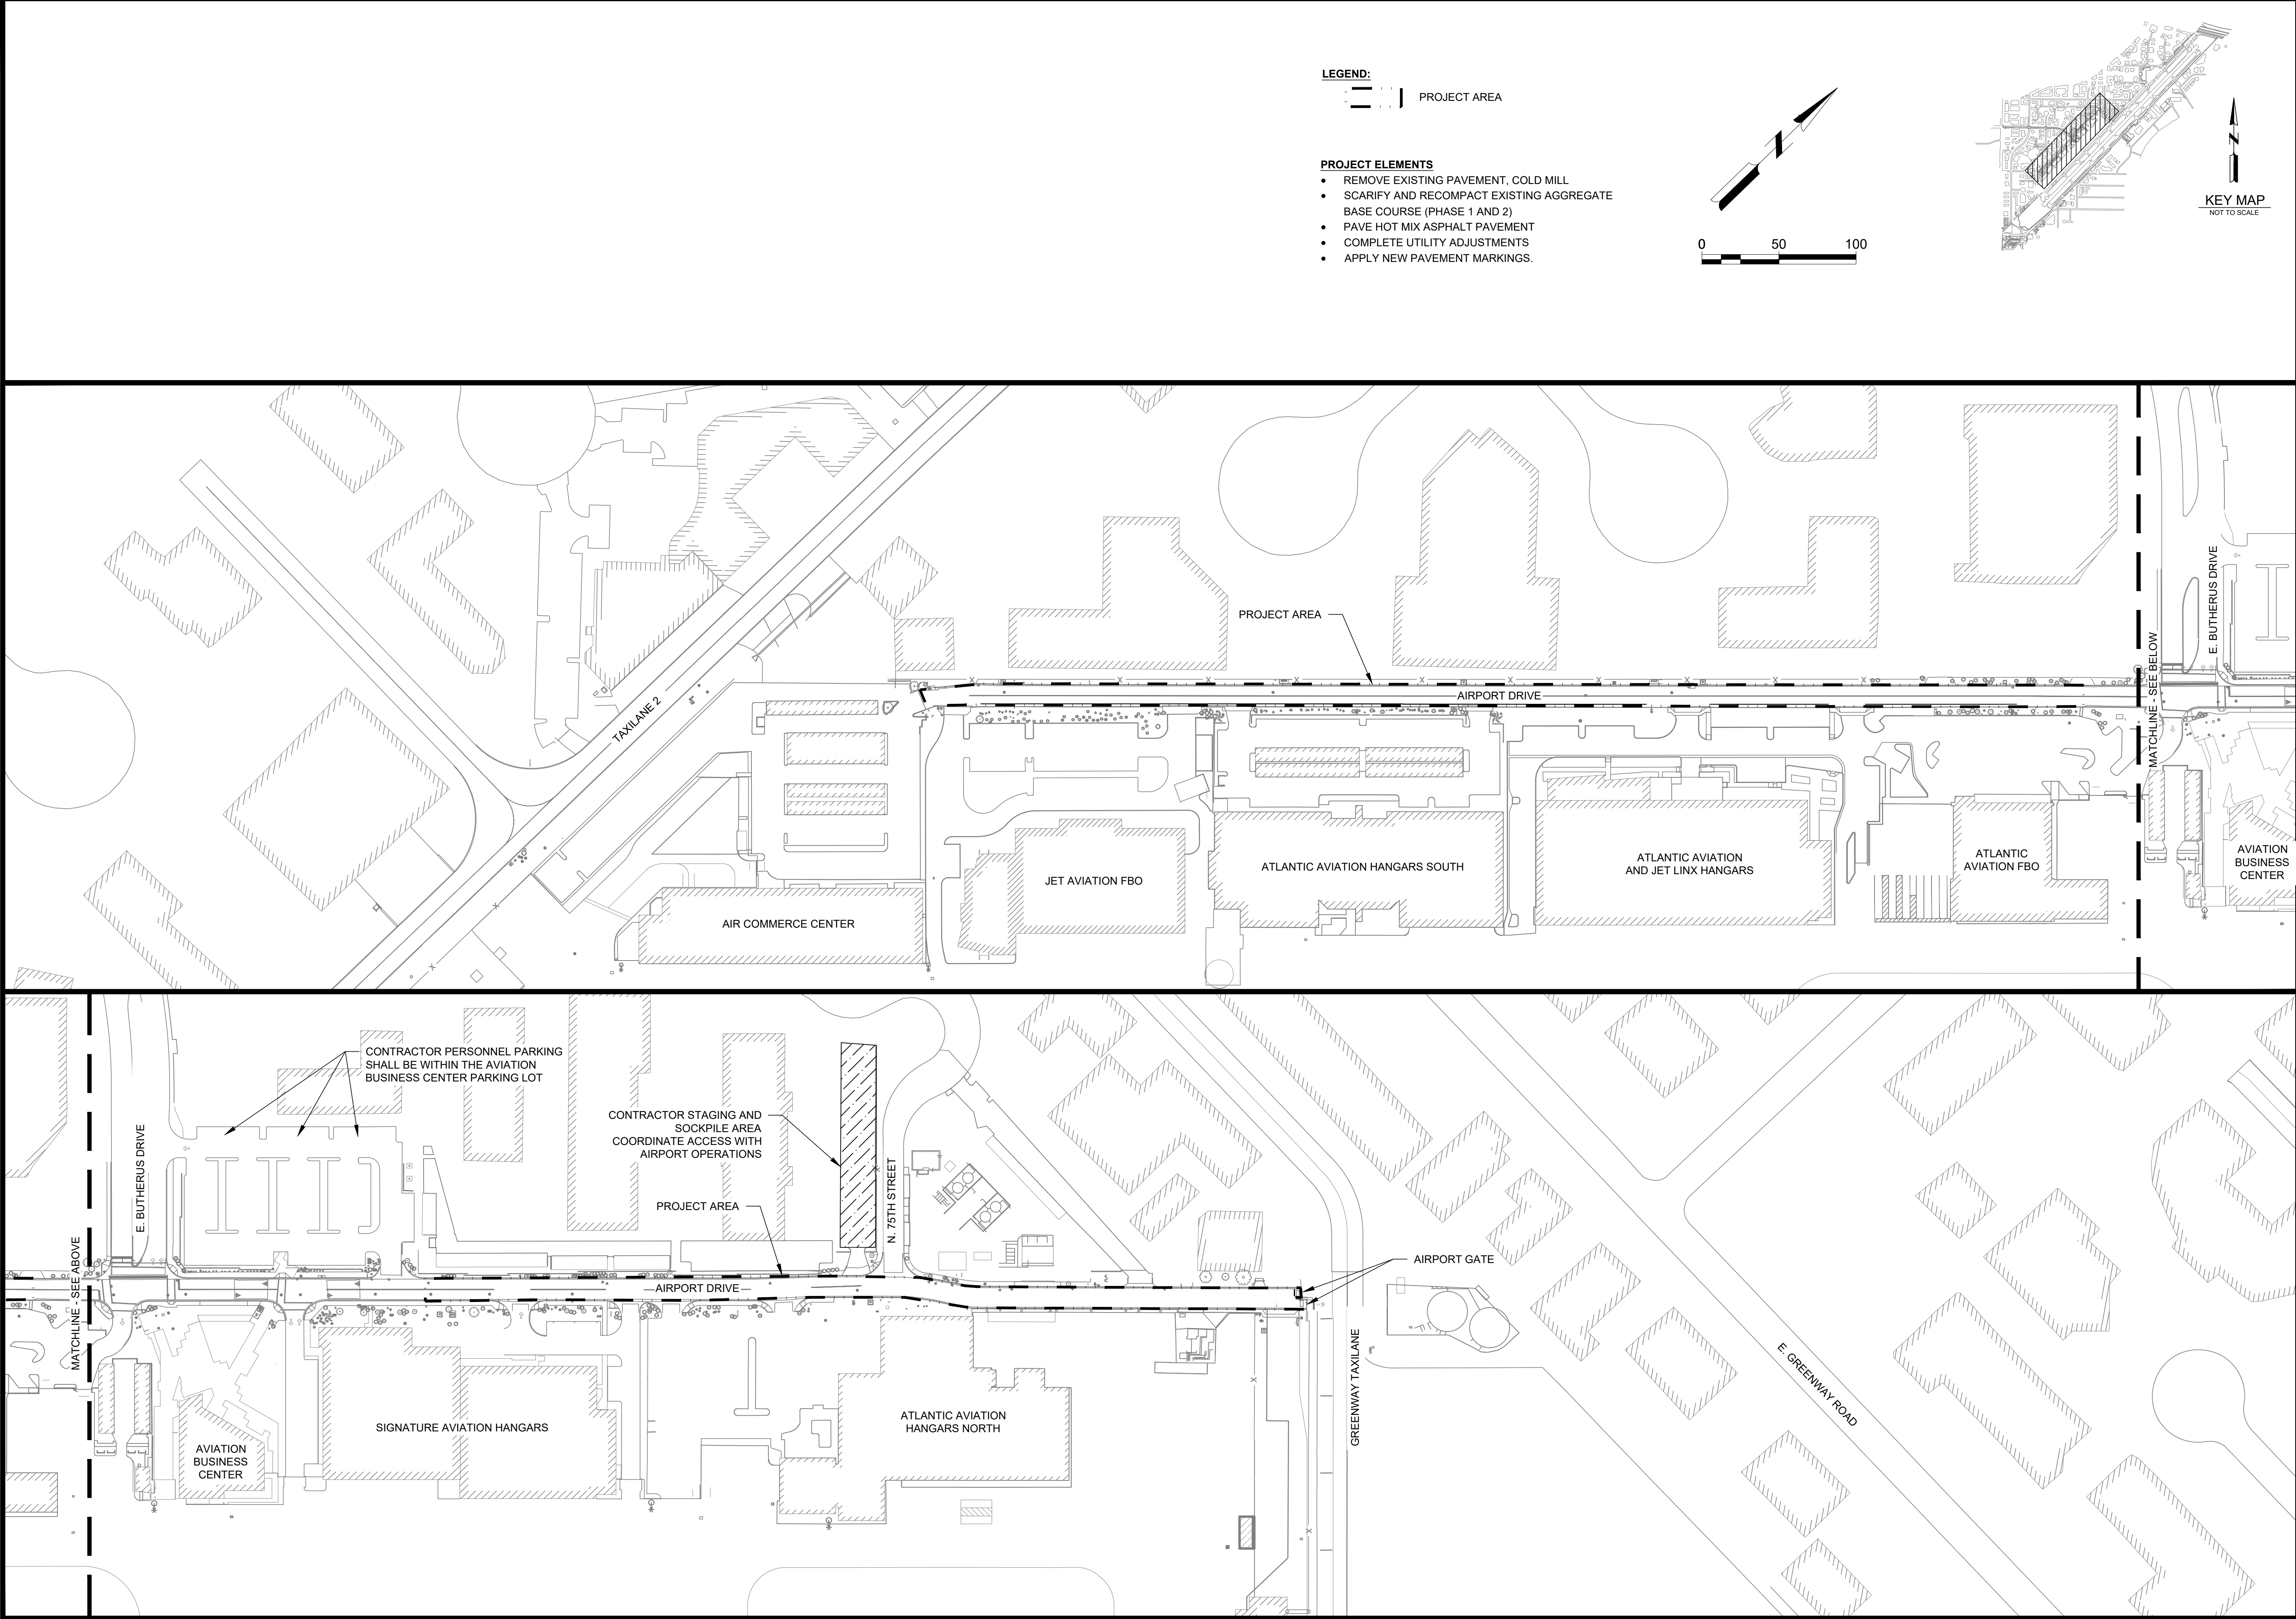 LEGEND:
PROJECT AREA
PROJECT ELEMENTS
● REMOVE EXISTING PAVEMENT, COLD MILL
● SCARIFY AND RECOMPACT EXISTING AGGREGATE
BASE COURSE (PHASE 1 AND 2)
● PAVE HOT MIX ASPHALT PAVEMENT
● COMPLETE UTILITY ADJUSTMENTS
● APPLY NEW PAVEMENT MARKINGS.
N
0 50 100
N
KEY MAP
NOT TO SCALE
TAXILANE 2
PROJECT AREA
AIRPORT DRIVE
MATCHLINE - SEE BELOW
E. BUTHERUS DRIVE
AIR COMMERCE CENTER
JET AVIATION FBO
ATLANTIC AVIATION HANGARS SOUTH
ATLANTIC AVIATION
AND JET LINX HANGARS
ATLANTIC
AVIATION FBO
AVIATION
BUSINESS
CENTER
MATCHLINE - SEE ABOVE
E. BUTHERUS DRIVE
CONTRACTOR PERSONNEL PARKING
SHALL BE WITHIN THE AVIATION
BUSINESS CENTER PARKING LOT
CONTRACTOR STAGING AND
SOCKPILE AREA
COORDINATE ACCESS WITH
AIRPORT OPERATIONS
N. 75TH STREET
PROJECT AREA
AIRPORT DRIVE
AIRPORT GATE
AVIATION
BUSINESS
CENTER
SIGNATURE AVIATION HANGARS
ATLANTIC AVIATION
HANGARS NORTH
GREENWAY TAXILANE
E. GREENWAY ROAD